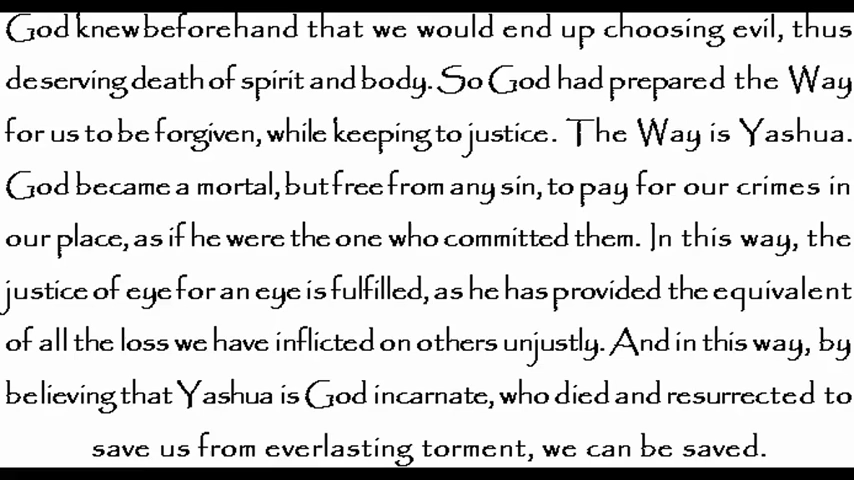 God knew beforehand that we would end up choosing evil, thus
deserving death of spirit and body. So God had prepared the Way
for us to be forgiven, while keeping to justice. The Way is Yashua.
God became a mortal, but free from any sin, to pay for our crimes in
our place, as if he were the one who committed them. In this way, the
justice of eye for an eye is fulfilled, as he has provided the equivalent
of all the loss we have inflicted on others unjustly. And in this way, by
believing that Yashua is God incarnate, who died and resurrected to
save us from everlasting torment, we can be saved.